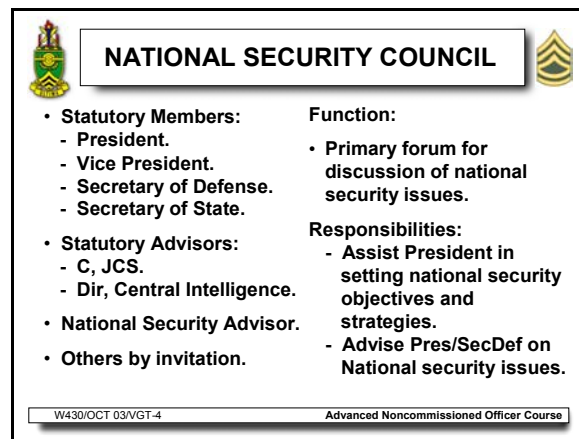 NATIONAL SECURITY COUNCIL
• Statutory Members:
- President.
- Vice President.
- Secretary of Defense.
- Secretary of State.
• Statutory Advisors:
- C, JCS.
- Dir, Central Intelligence.
• National Security Advisor.
• Others by invitation.
Function:
• Primary forum for
discussion of national
security issues.
Responsibilities:
- Assist President in
setting national security
objectives and
strategies.
- Advise Pres/SecDef on
National security issues.
W430/OCT 03/VGT-4
Advanced Noncommissioned Officer Course